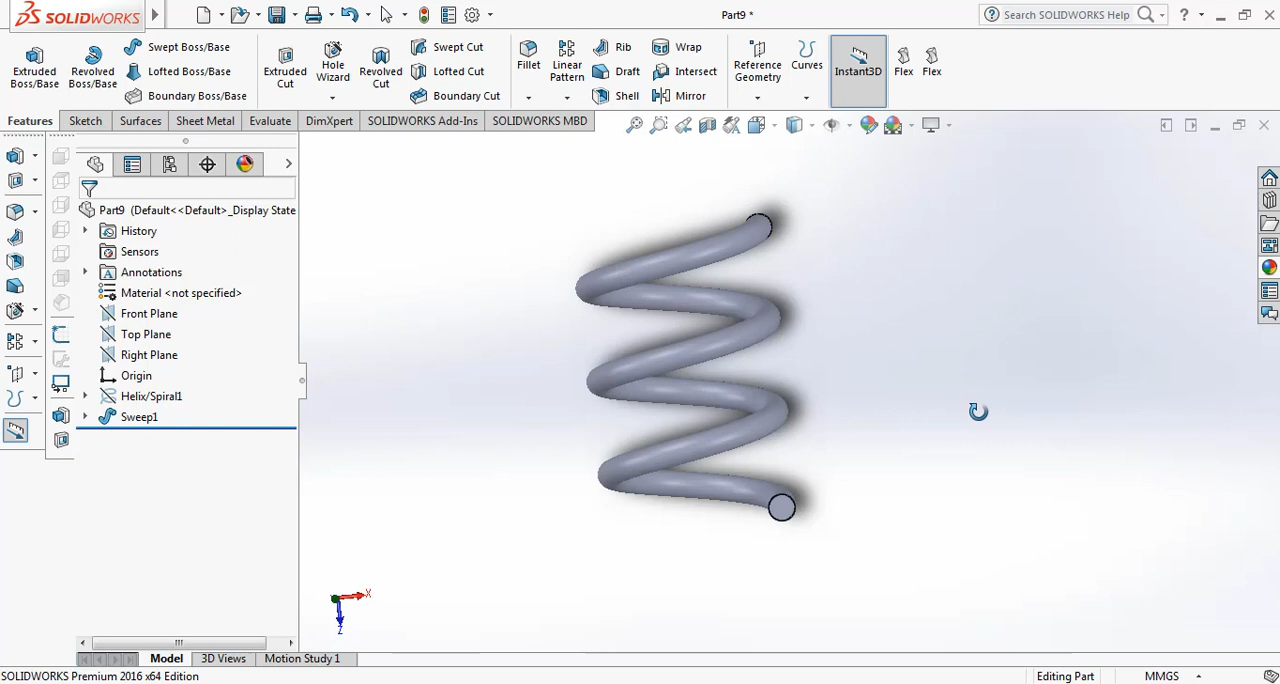 SOLIDWORKS
Part9 *
Search SOLIDWORKS Help
?
Extruded Boss/Base
Revolved Boss/Base
Swept Boss/Base
Lofted Boss/Base
Boundary Boss/Base
Extruded Cut
Hole Wizard
Revolved Cut
Swept Cut
Lofted Cut
Boundary Cut
Fillet
Linear Pattern
Rib
Draft
Shell
Wrap
Intersect
Mirror
Reference Geometry
Curves
Instant3D
Flex
Flex
Features
Sketch
Surfaces
Sheet Metal
Evaluate
DimXpert
SOLIDWORKS Add-Ins
SOLIDWORKS MBD
Part9 (Default<<Default>_Display State
History
Sensors
Annotations
Material <not specified>
Front Plane
Top Plane
Right Plane
Origin
Helix/Spiral1
Sweep1
X
Z
Model
3D Views
Motion Study 1
SOLIDWORKS Premium 2016 x64 Edition
Editing Part
MMGS